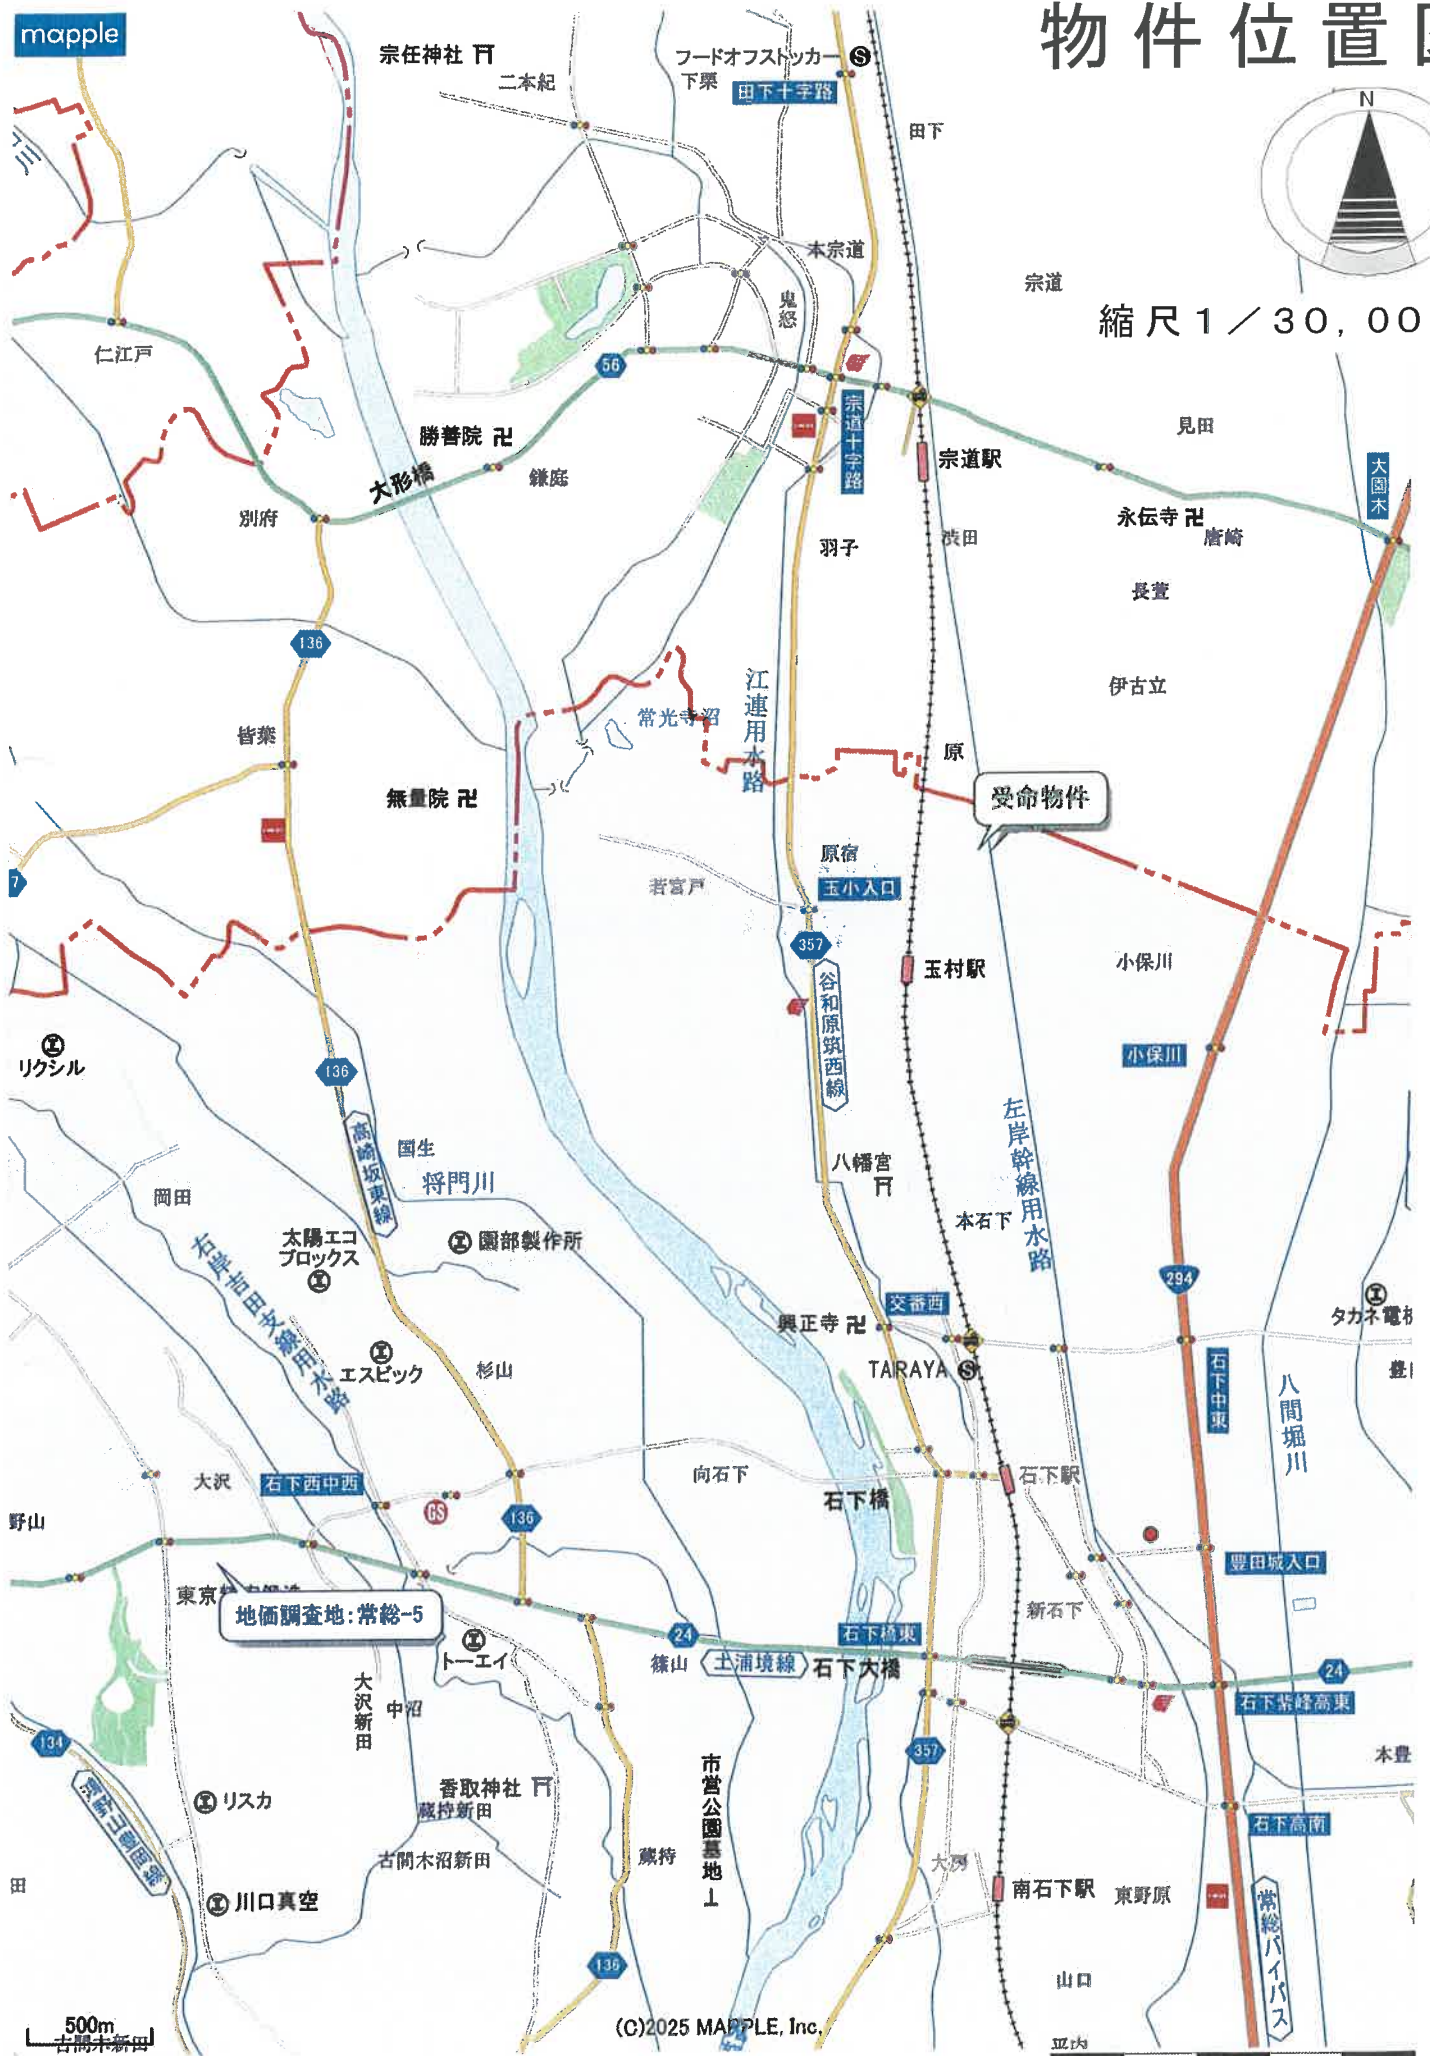 mapple
物件位置
N
縮尺1／30,00
宗任神社
二本紀
フードオフストッカー
下栗
田下十字路
田下
本宗道
宗道
鬼怒
仁江戸
56
勝善院
大形橋
鎌庭
別府
宗道十字路
宗道駅
見田
大園木
永伝寺
唐崎
羽子
渋田
長萱
136
伊古立
江連用水路
常光寺沼
皆葉
原
受命物件
無量院
原宿
玉小入口
若宮戸
7
357
谷和原筑西線
玉村駅
小保川
小保川
リクシル
136
高崎坂東線
国生
将門川
左岸幹線用水路
八幡宮
岡田
本石下
太陽エコ
ブロックス
園部製作所
右岸吉田支線用水路
294
交番西
興正寺
タカネ電機
エスビック
杉山
TARAYA
石下中東
八間堀川
大沢
石下西中西
向石下
石下駅
石下橋
GS
136
野山
豊田城入口
東京
地価調査地:常総-5
新石下
24
石下橋東
トーエイ
篠山
土浦境線
石下大橋
24
大沢新田
中沼
石下紫峰高東
134
357
本豊
市営公園墓地
リスカ
香取神社
蔵持新田
石下高南
古間木沼新田
蔵持
大房
田
南石下駅
東野原
川口真空
常総バイパス
136
山口
500m
古間木新田
(C)2025 MAPPLE, Inc.
平内